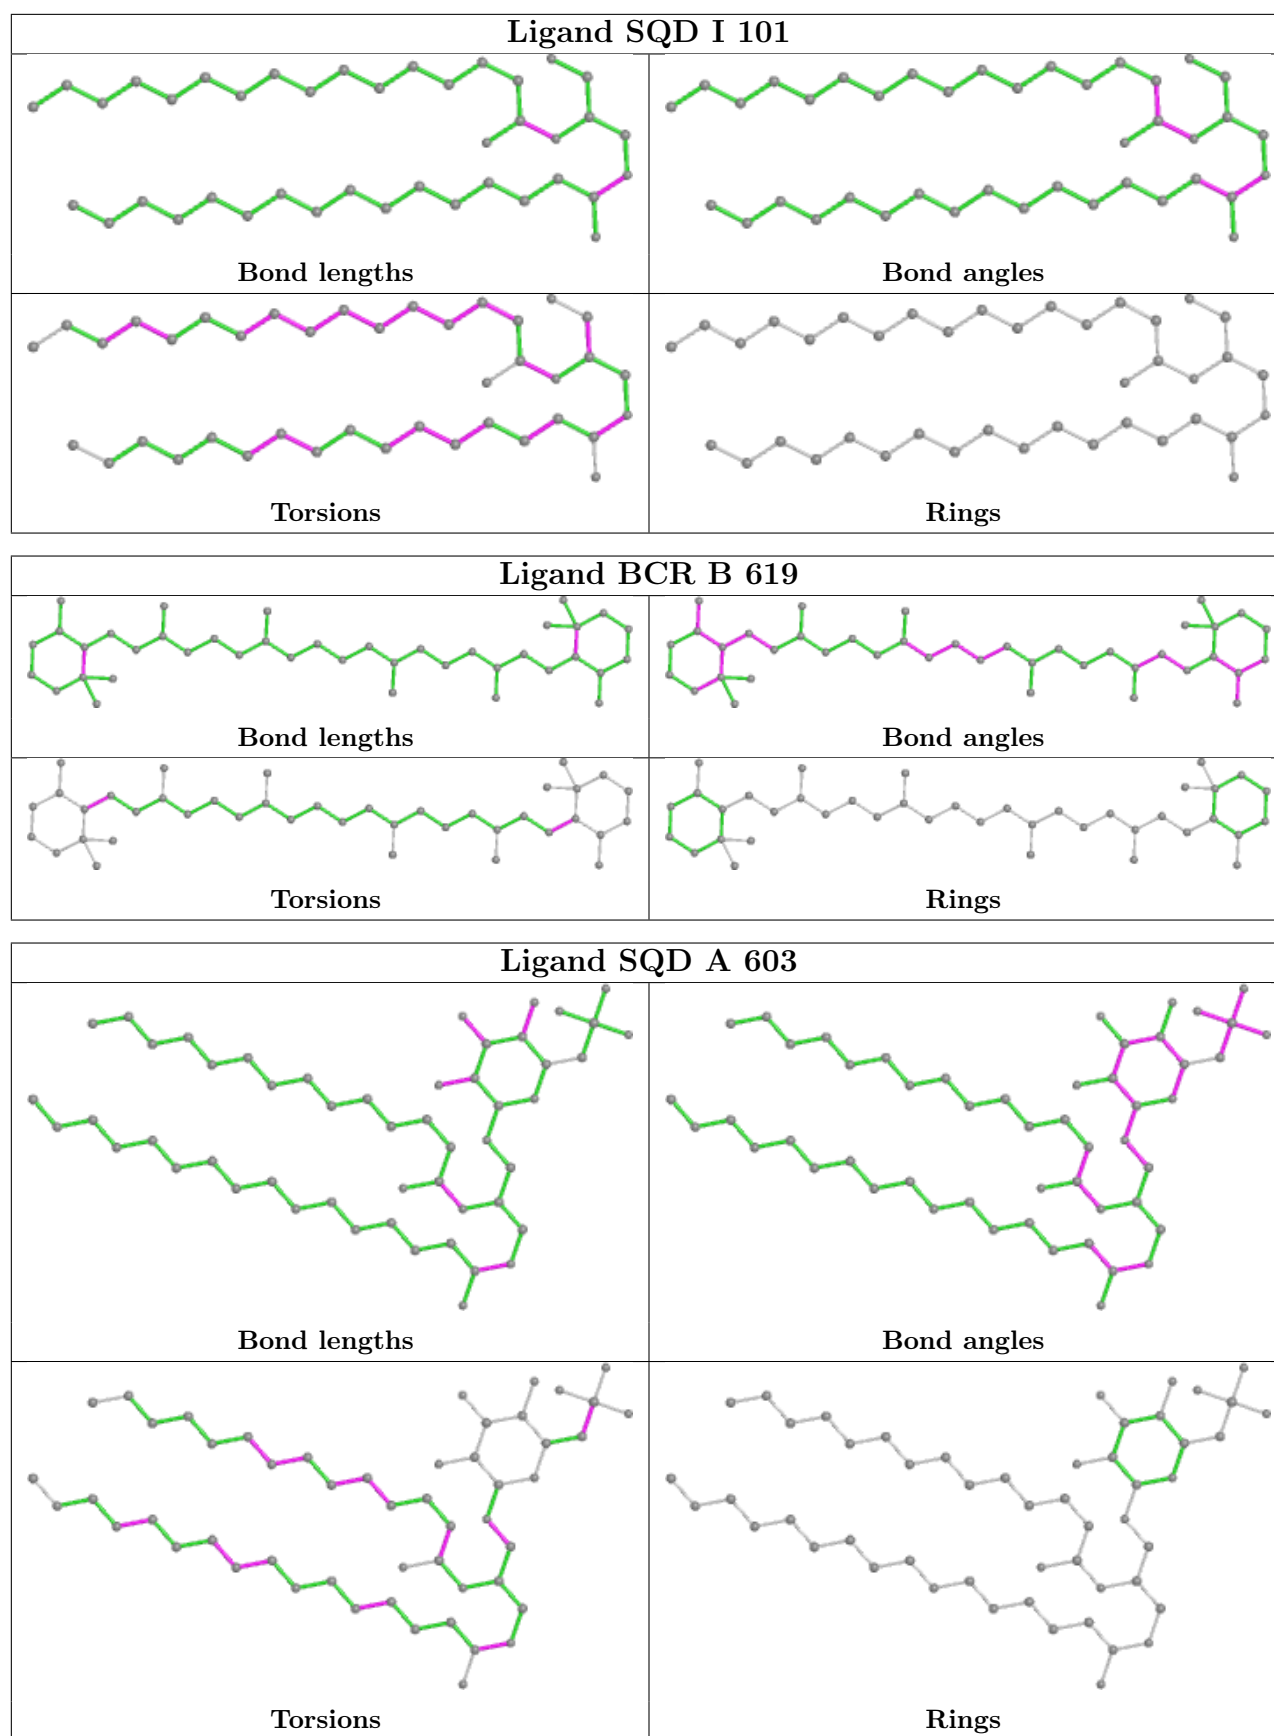 Ligand SQD I 101
Bond lengths
Bond angles
Torsions
Rings
Ligand BCR B 619
Bond lengths
Bond angles
Torsions
Rings
Ligand SQD A 603
Bond lengths
Bond angles
Torsions
Rings